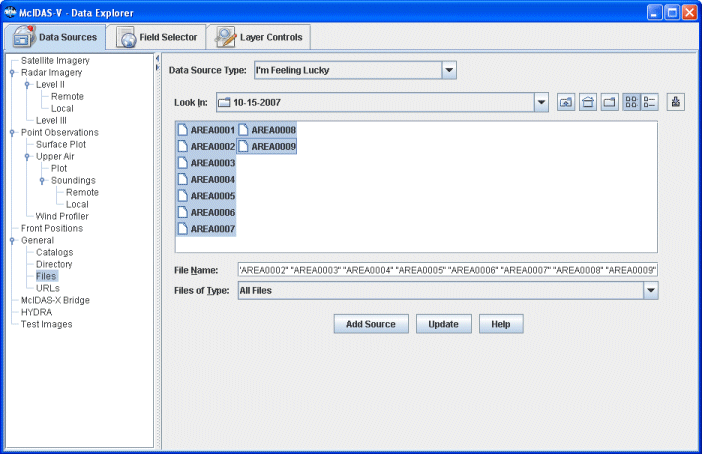 McIDAS-V - Data Explorer
Data Sources Field Selector Layer Controls
Satellite Imagery
Radar Imagery
Level II
Remote
Local
Level III
Point Observations
Surface Plot
Upper Air
Plot
Soundings
Remote
Local
Wind Profiler
Front Positions
General
Catalogs
Directory
Files
URLs
McIDAS-X Bridge
HYDRA
Test Images
Data Source Type: I'm Feeling Lucky
Look In: 10-15-2007
AREA0001 AREA0008
AREA0002 AREA0009
AREA0003
AREA0004
AREA0005
AREA0006
AREA0007
File Name: "AREA0002" "AREA0003" "AREA0004" "AREA0005" "AREA0006" "AREA0007" "AREA0008" "AREA0009"
Files of Type: All Files
Add Source Update Help